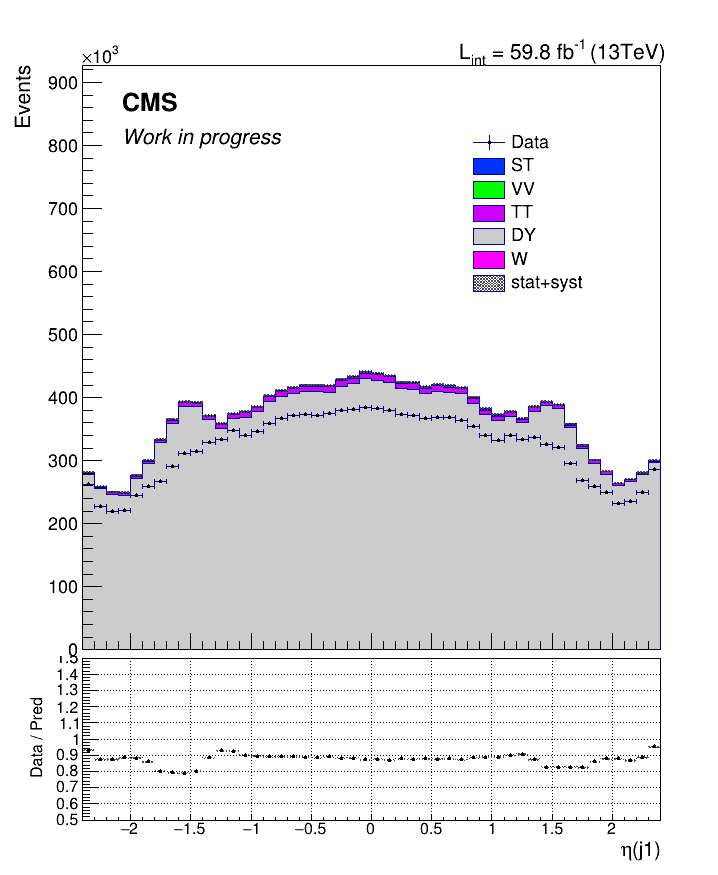 ×10³
L_int = 59.8 fb⁻¹ (13TeV)
Events
900
CMS
Work in progress
800
Data
ST
VV
700
TT
DY
W
600
stat+syst
500
400
300
200
100
0
1.5
1.4
1.3
1.2
1.1
1
0.9
0.8
0.7
0.6
0.5
Data / Pred
−2 −1.5 −1 −0.5 0 0.5 1 1.5 2
η(j1)